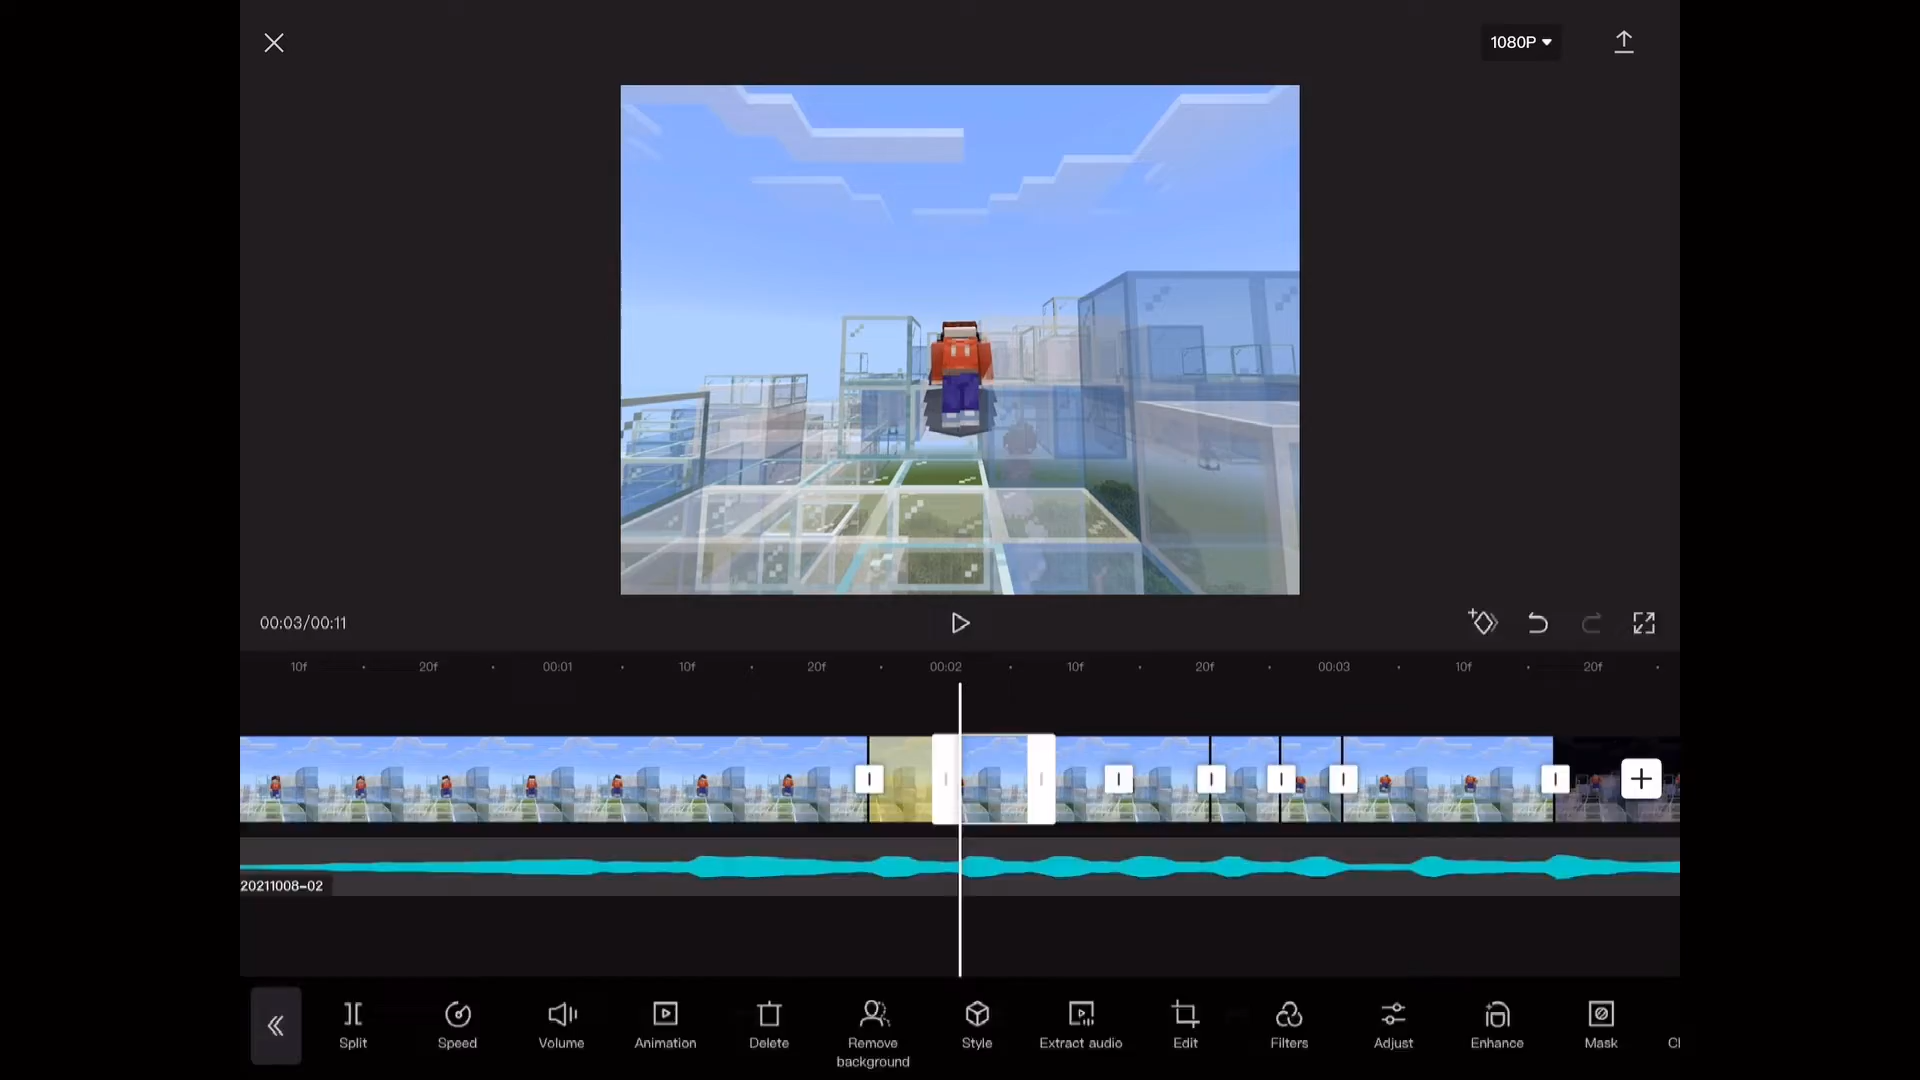 1080P
00:03/00:11
10f 20f 00:01 10f 20f 00:02 10f 20f 00:03 10f 20f
20211008-02
Split Speed Volume Animation Delete Remove background Style Extract audio Edit Filters Adjust Enhance Mask